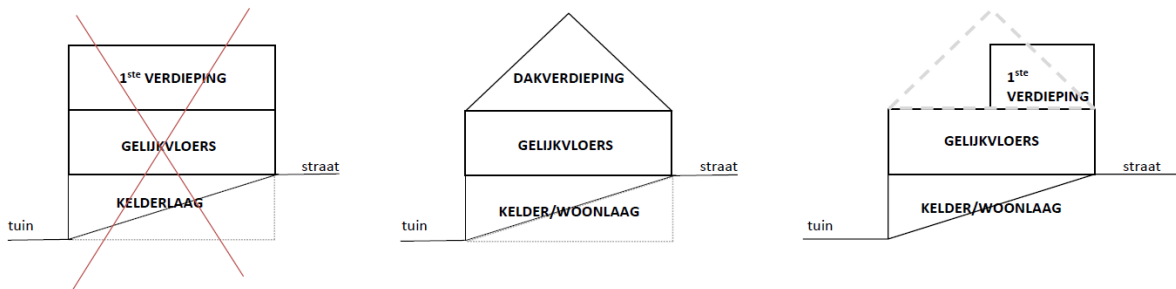 1ste VERDIEPING
GELIJKVLOERS
straat
KELDERLAAG
tuin
DAKVERDIEPING
GELIJKVLOERS
straat
KELDER/WOONLAAG
tuin
1ste
VERDIEPING
GELIJKVLOERS
straat
KELDER/WOONLAAG
tuin